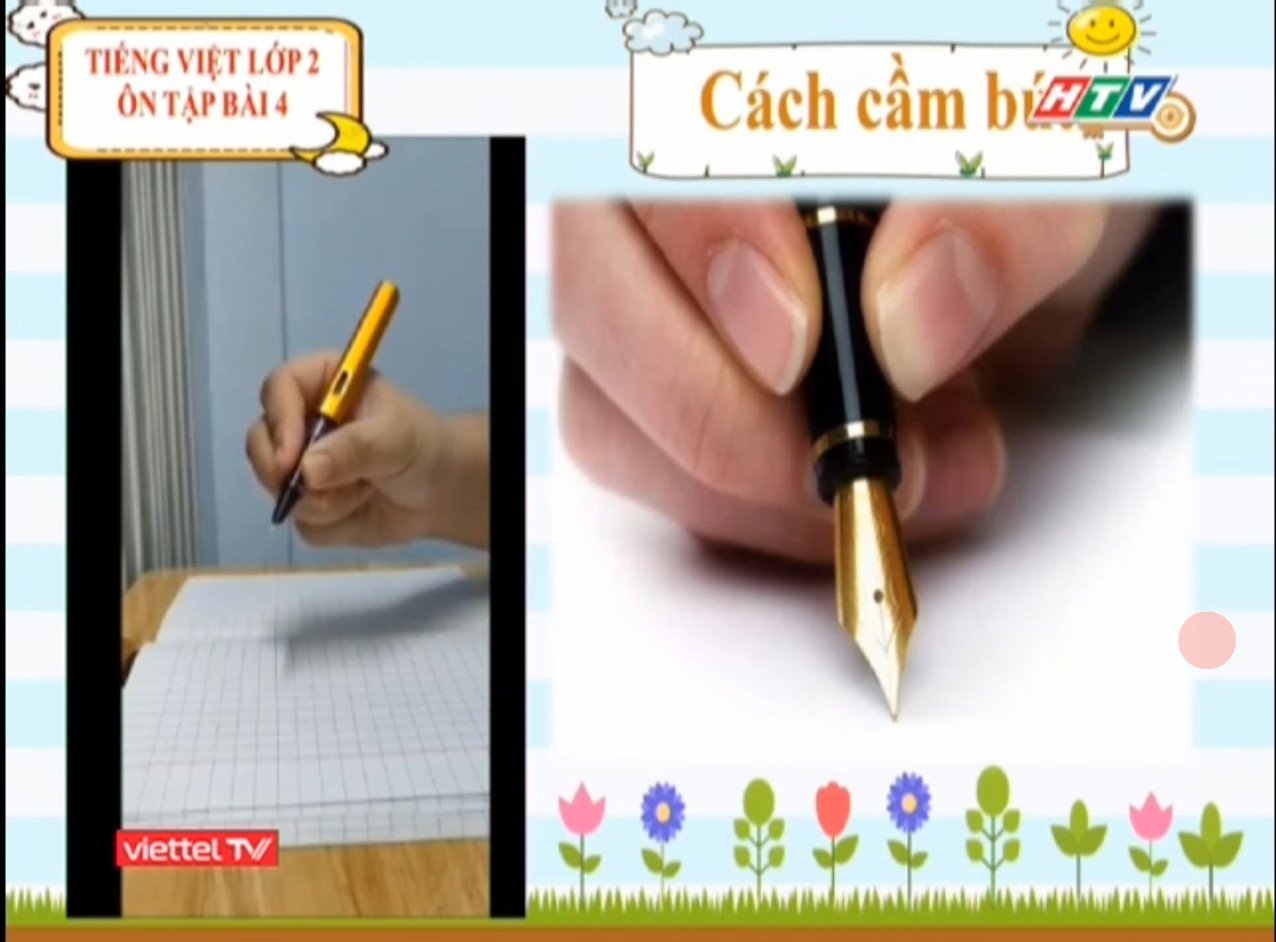 TIẾNG VIỆT LỚP 2
ÔN TẬP BÀI 4
Cách cầm
HTV
viettel TV